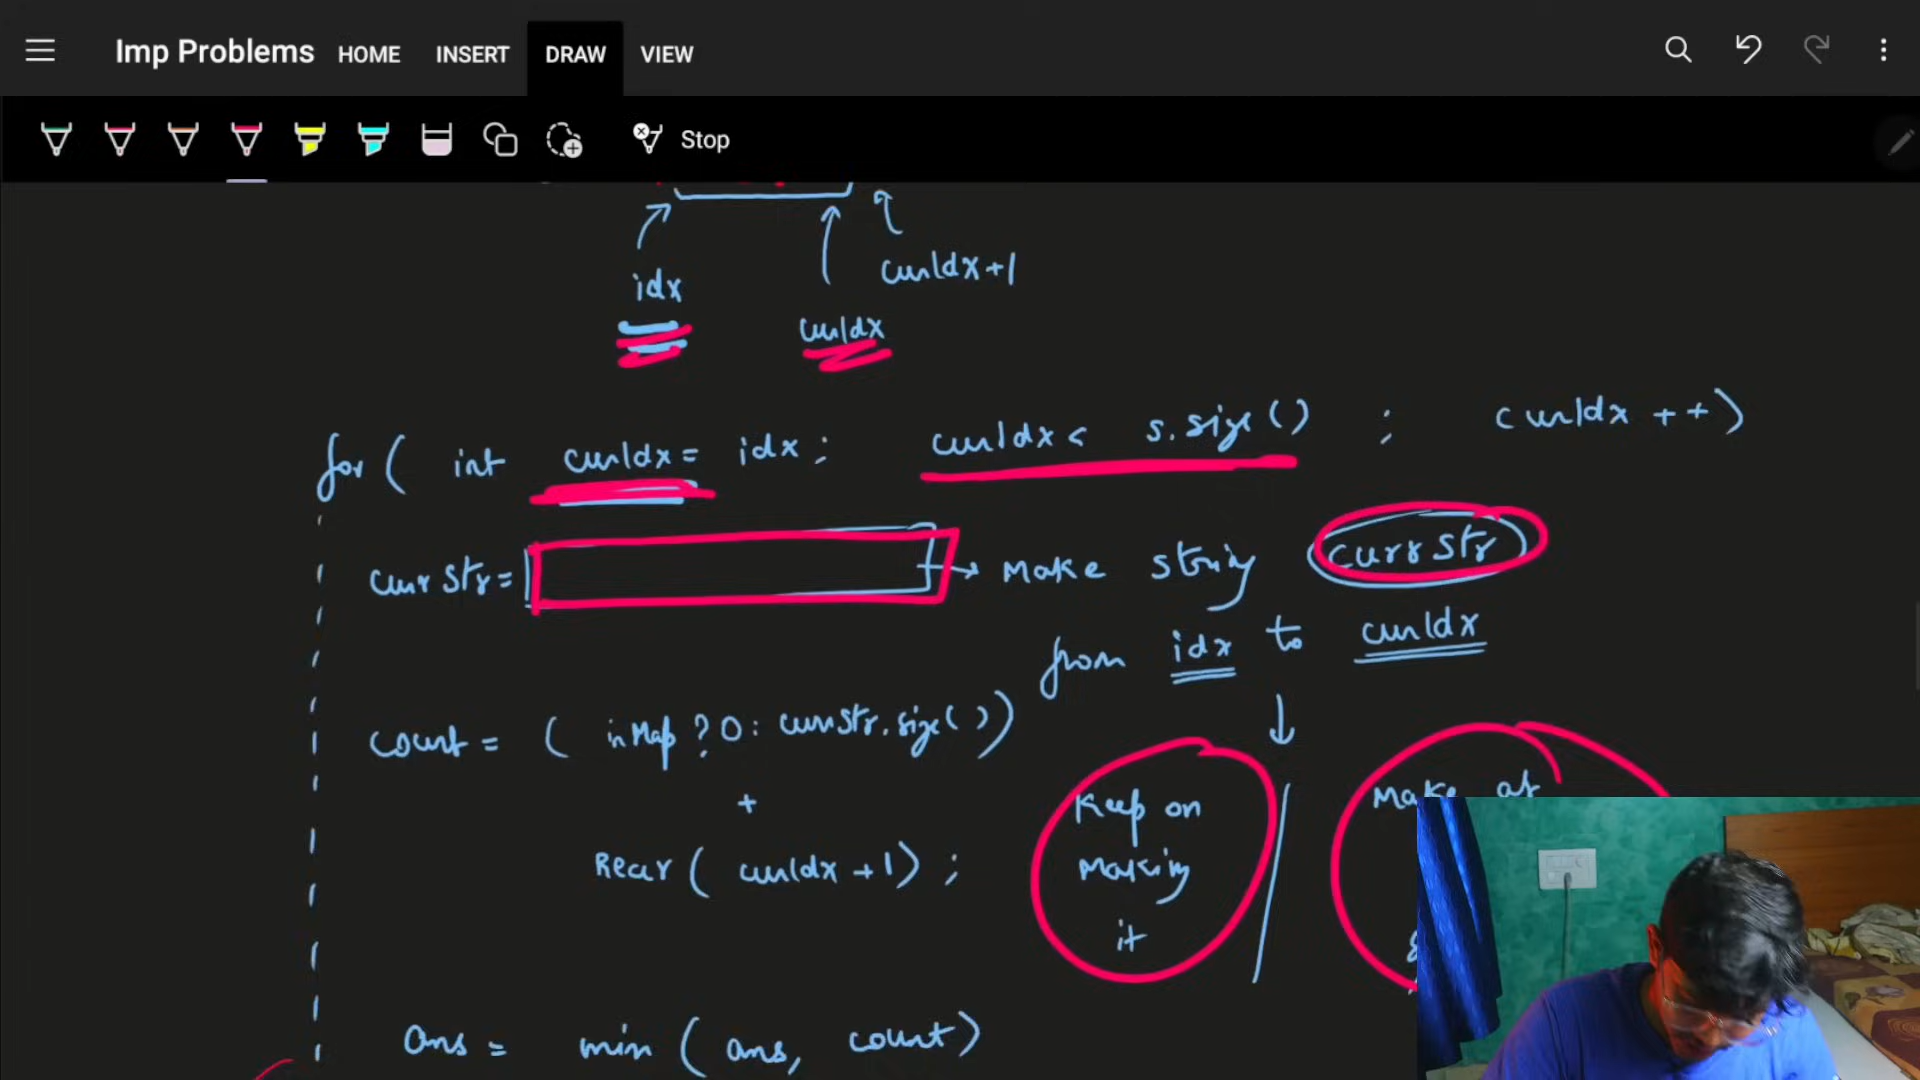 Imp Problems HOME INSERT DRAW VIEW
Stop
idx
currIdx
currIdx+1
for ( int currIdx = idx ; currIdx < s.size() ; currIdx ++)
currStr = → Make string currStr
from idx to currIdx
count = ( inMap ? 0 : currStr.size() )
+
Recur ( currIdx +1 ) ;
Keep on
Making
it
Make at
ans = min ( ans, count )